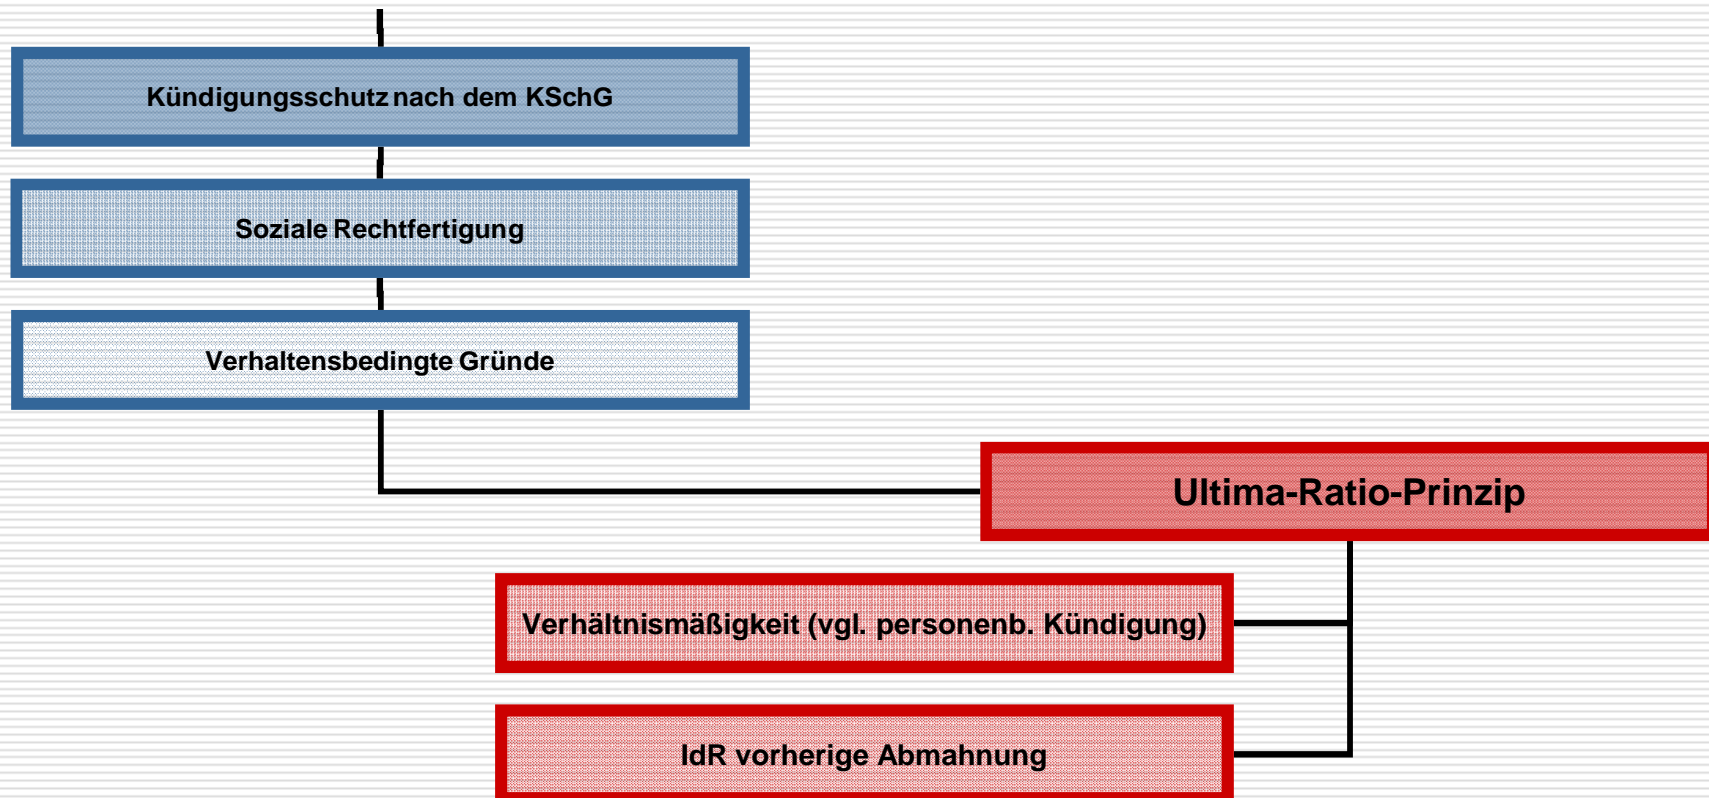 Kündigungsschutz nach dem KSchG
Soziale Rechtfertigung
Verhaltensbedingte Gründe
Ultima-Ratio-Prinzip
Verhältnismäßigkeit (vgl. personenb. Kündigung)
IdR vorherige Abmahnung